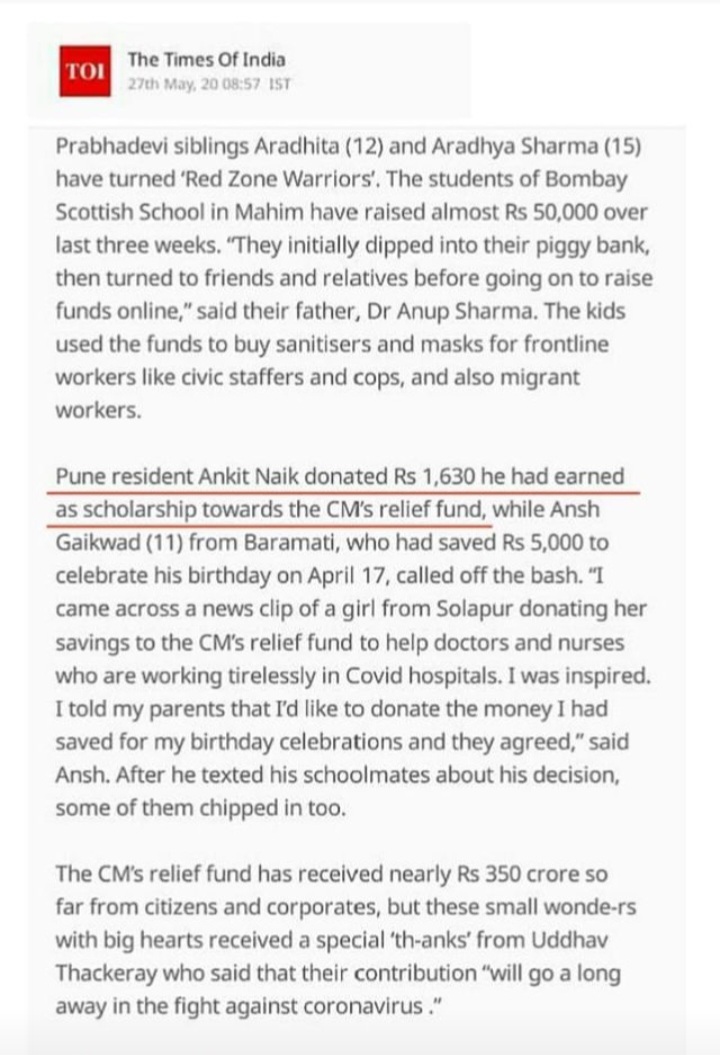 TOI
The Times Of India
27th May, 20 08:57 IST
Prabhadevi siblings Aradhita (12) and Aradhya Sharma (15)
have turned ‘Red Zone Warriors’. The students of Bombay
Scottish School in Mahim have raised almost Rs 50,000 over
last three weeks. “They initially dipped into their piggy bank,
then turned to friends and relatives before going on to raise
funds online,” said their father, Dr Anup Sharma. The kids
used the funds to buy sanitisers and masks for frontline
workers like civic staffers and cops, and also migrant
workers.
Pune resident Ankit Naik donated Rs 1,630 he had earned
as scholarship towards the CM’s relief fund, while Ansh
Gaikwad (11) from Baramati, who had saved Rs 5,000 to
celebrate his birthday on April 17, called off the bash. “I
came across a news clip of a girl from Solapur donating her
savings to the CM’s relief fund to help doctors and nurses
who are working tirelessly in Covid hospitals. I was inspired.
I told my parents that I’d like to donate the money I had
saved for my birthday celebrations and they agreed,” said
Ansh. After he texted his schoolmates about his decision,
some of them chipped in too.
The CM’s relief fund has received nearly Rs 350 crore so
far from citizens and corporates, but these small wonde-rs
with big hearts received a special ‘th-anks’ from Uddhav
Thackeray who said that their contribution “will go a long
away in the fight against coronavirus .”